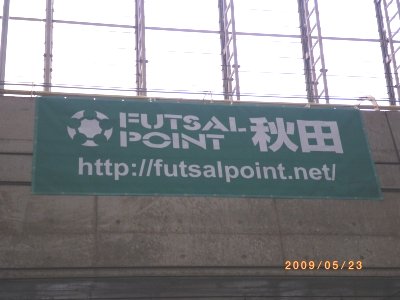 FUTSAL
POINT 秋田
http://futsalpoint.net/
2009/05/23